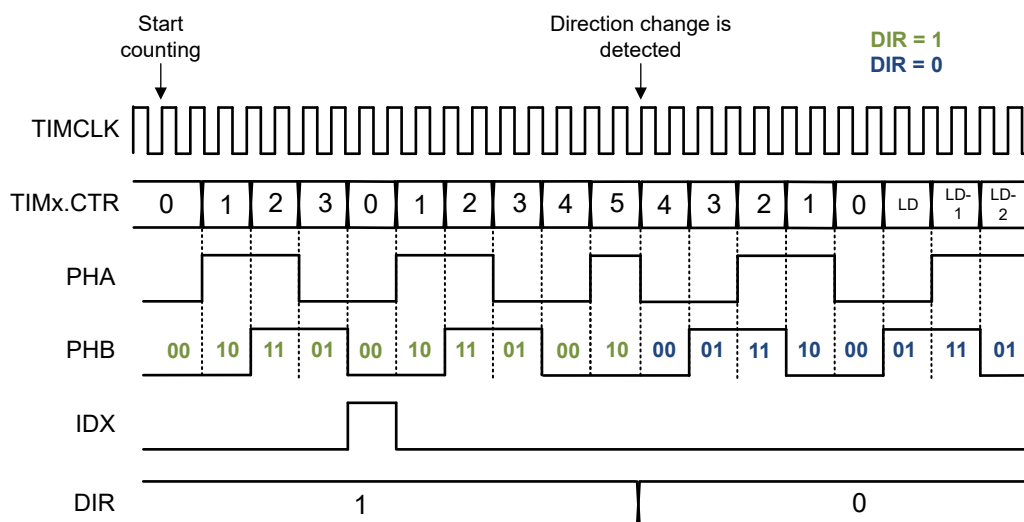 Start
counting
Direction change is
detected
DIR = 1
DIR = 0
TIMCLK
TIMx.CTR 0 1 2 3 0 1 2 3 4 5 4 3 2 1 0 LD LD-1 LD-2
PHA
PHB 00 10 11 01 00 10 11 01 00 10 00 01 11 10 00 01 11 01
IDX
DIR 1 0